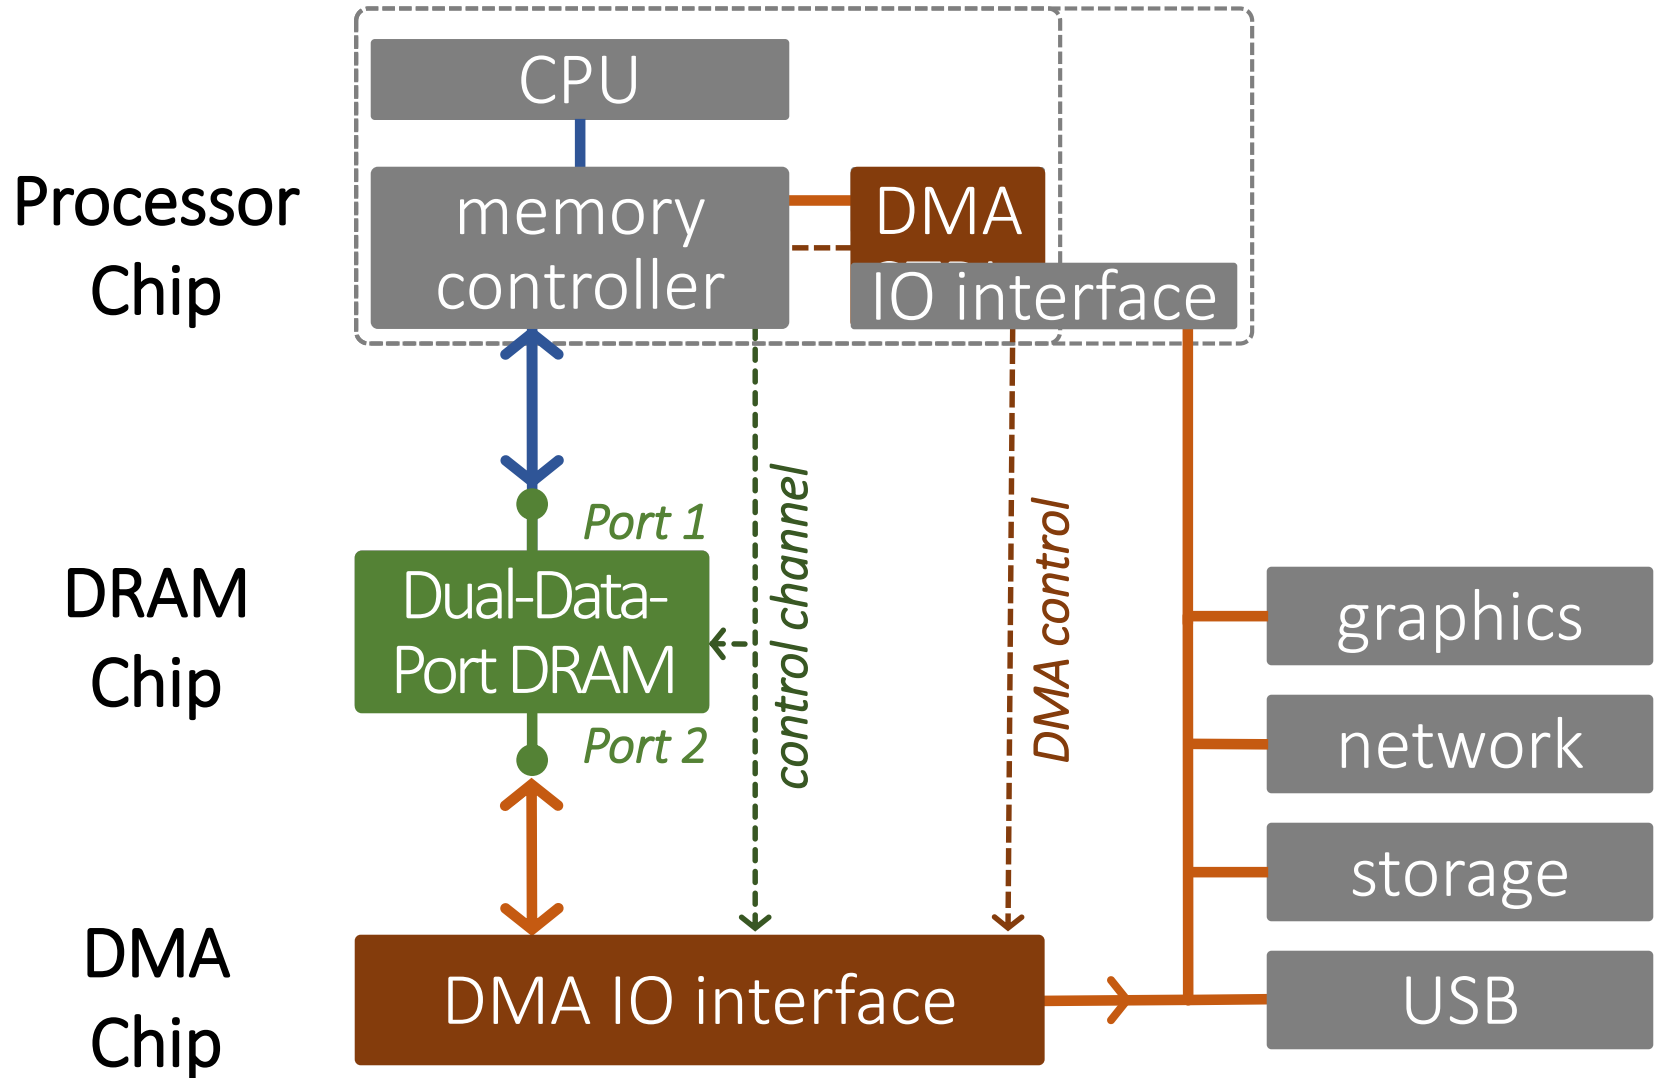 CPU
Processor
Chip
memory
controller
DMA
IO interface
Port 1
control channel
DMA control
DRAM
Chip
Dual-Data-
Port DRAM
Port 2
graphics
network
storage
USB
DMA
Chip
DMA IO interface